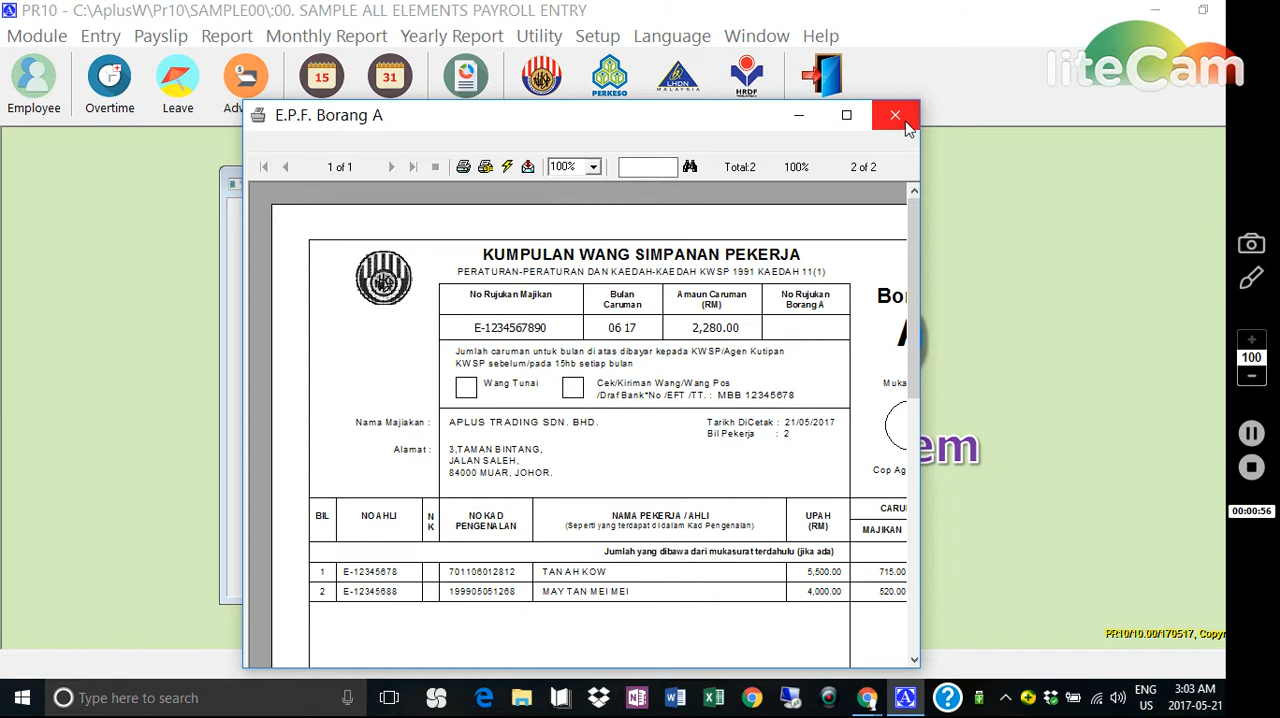 PR10 - C:\AplusW\Pr10\SAMPLE00\:00. SAMPLE ALL ELEMENTS PAYROLL ENTRY
Module Entry Payslip Report Monthly Report Yearly Report Utility Setup Language Window Help
liteCam
15 31
PERKESO LHDN MALAYSIA HRDF
Employee Overtime Leave
E.P.F. Borang A
1 of 1 100% Total:2 100% 2 of 2
KUMPULAN WANG SIMPANAN PEKERJA
PERATURAN-PERATURAN DAN KAEDAH-KAEDAH KWSP 1991 KAEDAH 11(1)
No Rujukan Majikan Bulan Caruman Amaun Caruman (RM) No Rujukan Borang A
E-1234567890 06 17 2,280.00
Jumlah caruman untuk bulan di atas dibayar kepada KWSP/Agen Kutipan
KWSP sebelum/pada 15hb setiap bulan
Wang Tunai Cek/Kiriman Wang/Wang Pos
/Draf Bank*No /EFT /TT. : MBB 12345678
Nama Majiakan : APLUS TRADING SDN. BHD. Tarikh DiCetak : 21/05/2017
Bil Pekerja : 2
Alamat : 3,TAMAN BINTANG,
JALAN SALEH,
84000 MUAR, JOHOR.
BIL NO AHLI N K NO KAD PENGENALAN NAMA PEKERJA / AHLI UPAH (RM)
(Seperti yang terdapat di dalam Kad Pengenalan)
MAJIKAN
Jumlah yang dibawa dari mukasurat terdahulu (jika ada)
1 E-12345678 701106012812 TAN AH KOW 5,500.00 715.00
2 E-12345688 199905051268 MAY TAN MEI MEI 4,000.00 520.00
100
00:00:56
PR10/10.00/170517, Copyr
Type here to search
ENG US
3:03 AM
2017-05-21